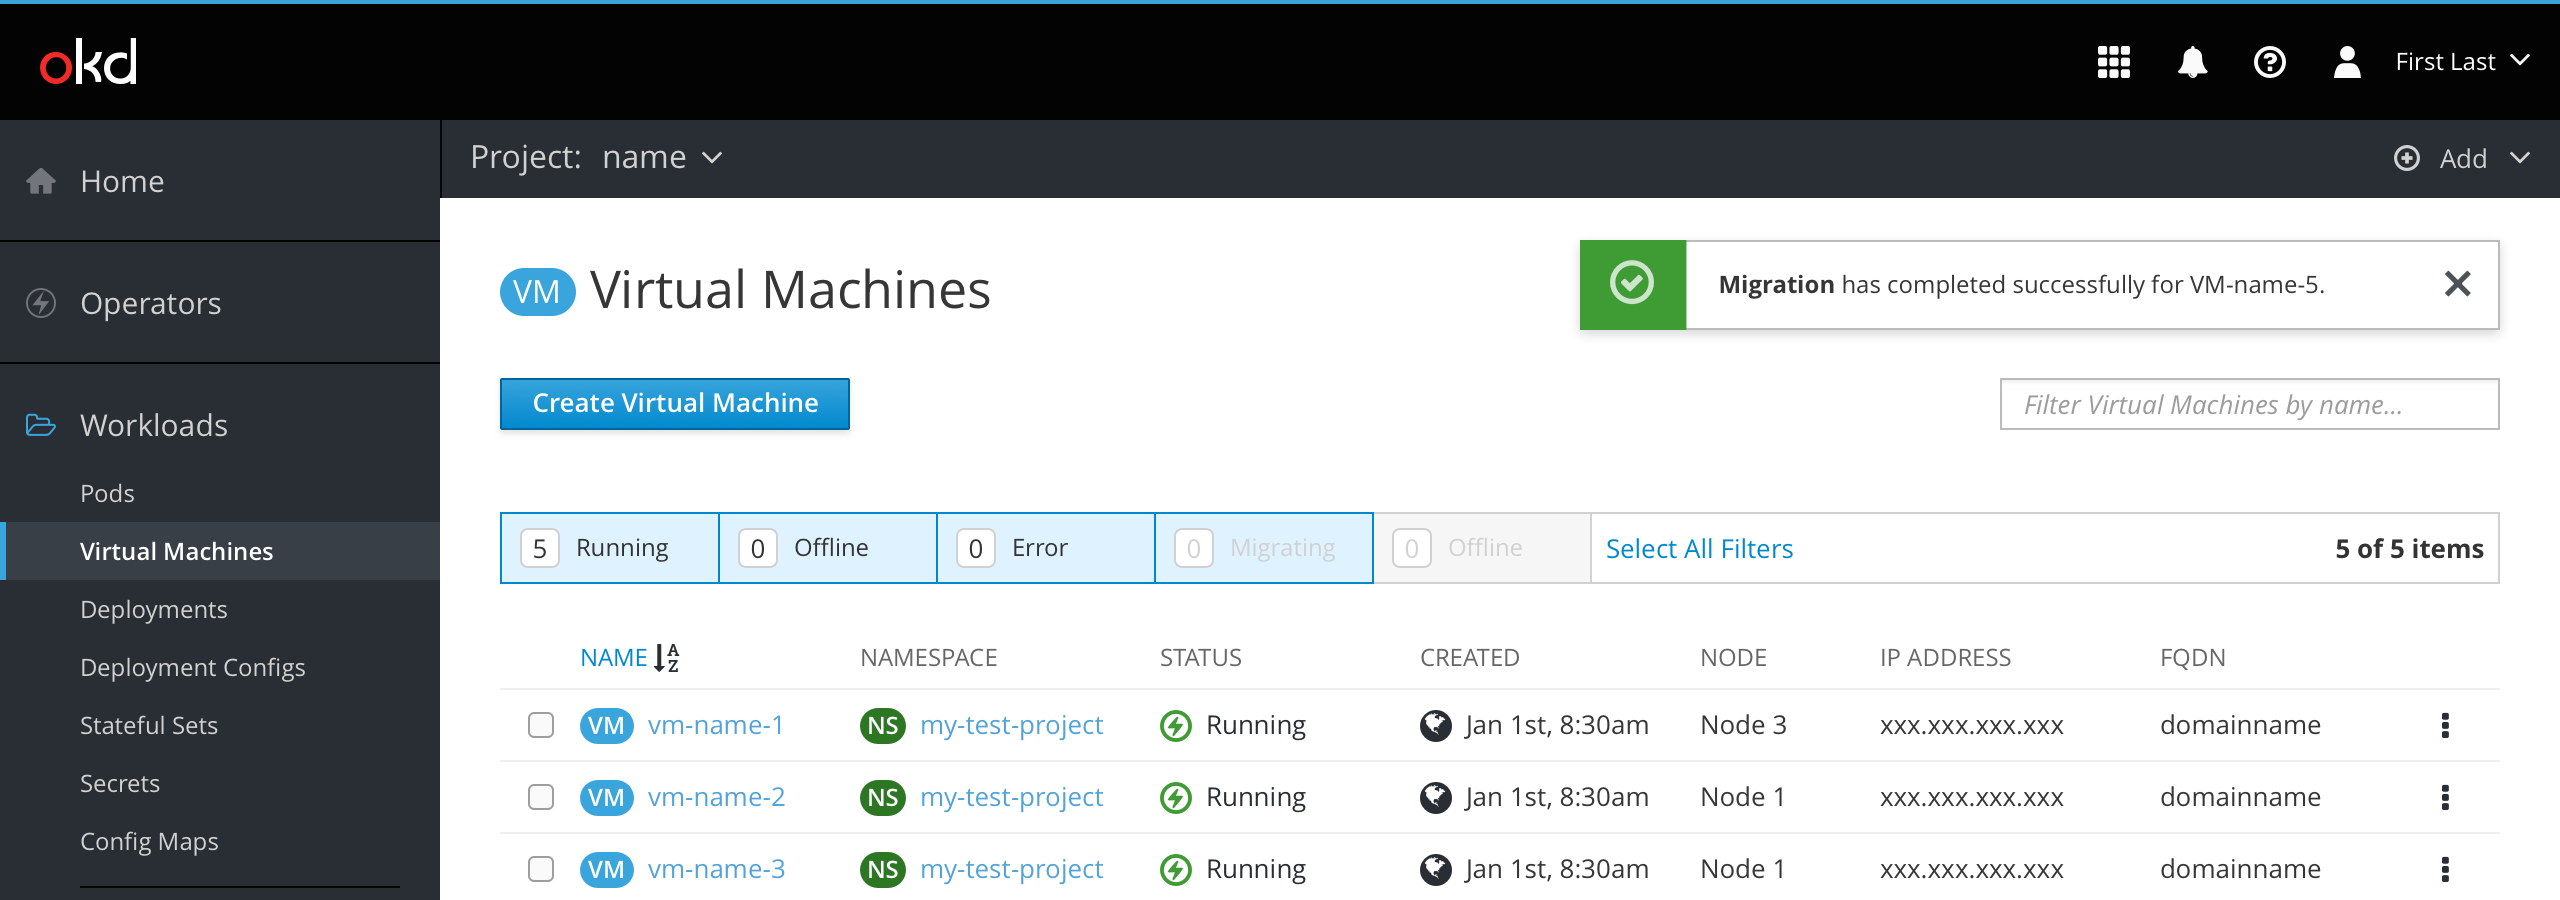 okd
First Last
Project: name
Add
Home
Operators
Workloads
Pods
Virtual Machines
Deployments
Deployment Configs
Stateful Sets
Secrets
Config Maps
VM Virtual Machines
Migration has completed successfully for VM-name-5.
Create Virtual Machine
Filter Virtual Machines by name...
5 Running 0 Offline 0 Error 0 Migrating 0 Offline Select All Filters 5 of 5 items
NAME A Z NAMESPACE STATUS CREATED NODE IP ADDRESS FQDN
VM vm-name-1 NS my-test-project Running Jan 1st, 8:30am Node 3 xxx.xxx.xxx.xxx domainname
VM vm-name-2 NS my-test-project Running Jan 1st, 8:30am Node 1 xxx.xxx.xxx.xxx domainname
VM vm-name-3 NS my-test-project Running Jan 1st, 8:30am Node 1 xxx.xxx.xxx.xxx domainname